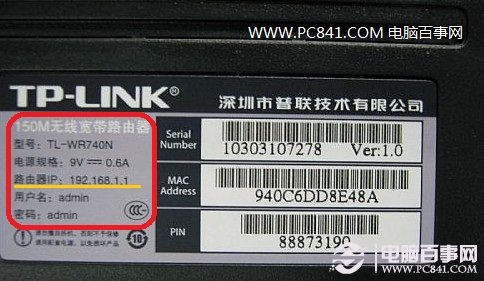 WWW.PC841.COM 电脑百事网
TP-LINK®
深圳市普联技术有限公司
150M无线宽带路由器
型号: TL-WR740N
电源规格: 9V 0.6A
路由器IP: 192.168.1.1
用户名: admin
密码: admin
Serial Number
10303107278 Ver:1.0
MAC Address
940C6DD8E48A
PIN
88873190
10
电脑百事网
WWW.PC841.COM